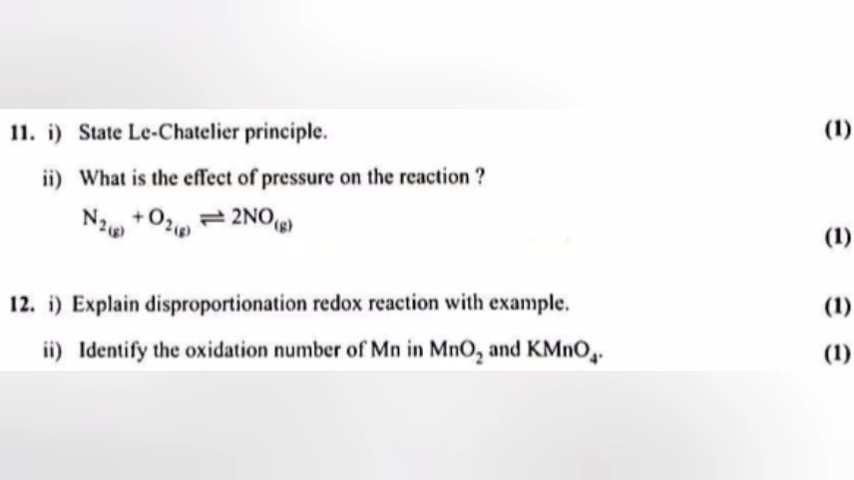 11. i) State Le-Chatelier principle. (1)
ii) What is the effect of pressure on the reaction ?
N₂(g) + O₂(g) ⇌ 2NO(g)
(1)
12. i) Explain disproportionation redox reaction with example. (1)
ii) Identify the oxidation number of Mn in MnO₂ and KMnO₄. (1)